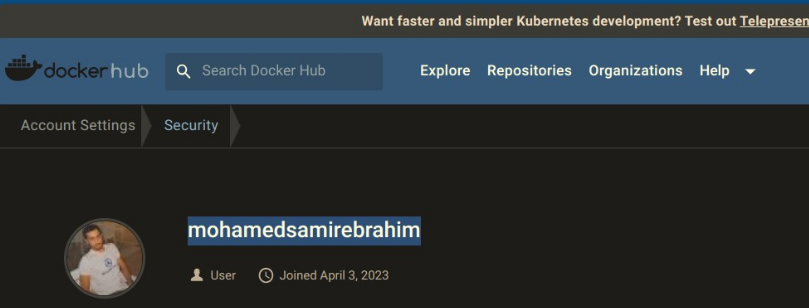 Want faster and simpler Kubernetes development? Test out Telepresen
dockerhub Search Docker Hub Explore Repositories Organizations Help
Account Settings Security
mohamedsamirebrahim
User Joined April 3, 2023